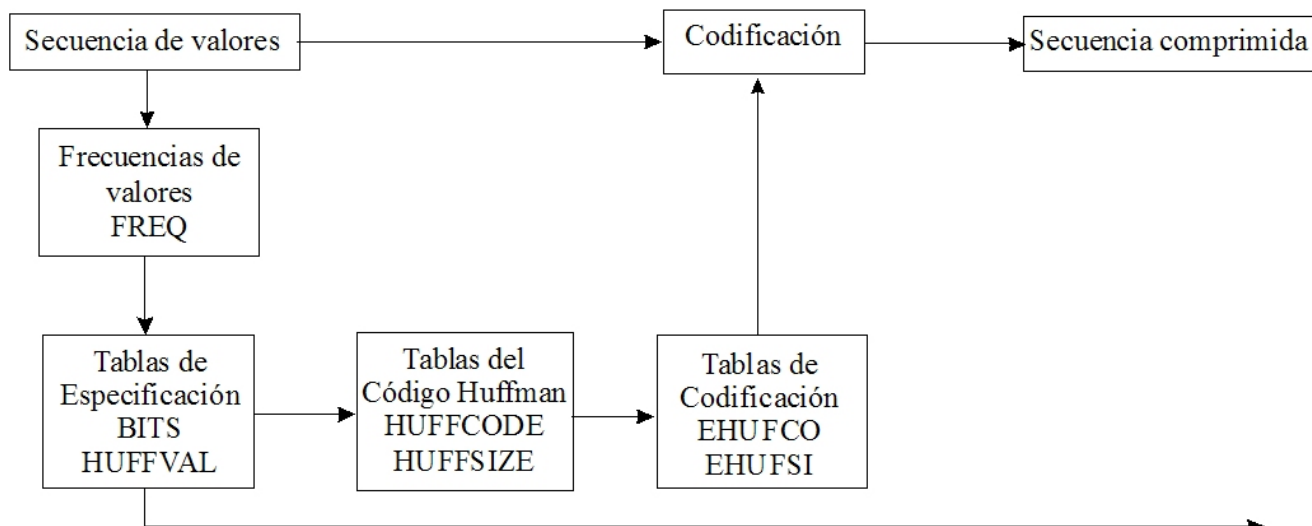 Secuencia de valores
Codificación
Secuencia comprimida
Frecuencias de
valores
FREQ
Tablas de
Especificación
BITS
HUFFVAL
Tablas del
Código Huffman
HUFFCODE
HUFFSIZE
Tablas de
Codificación
EHUFCO
EHUFSI